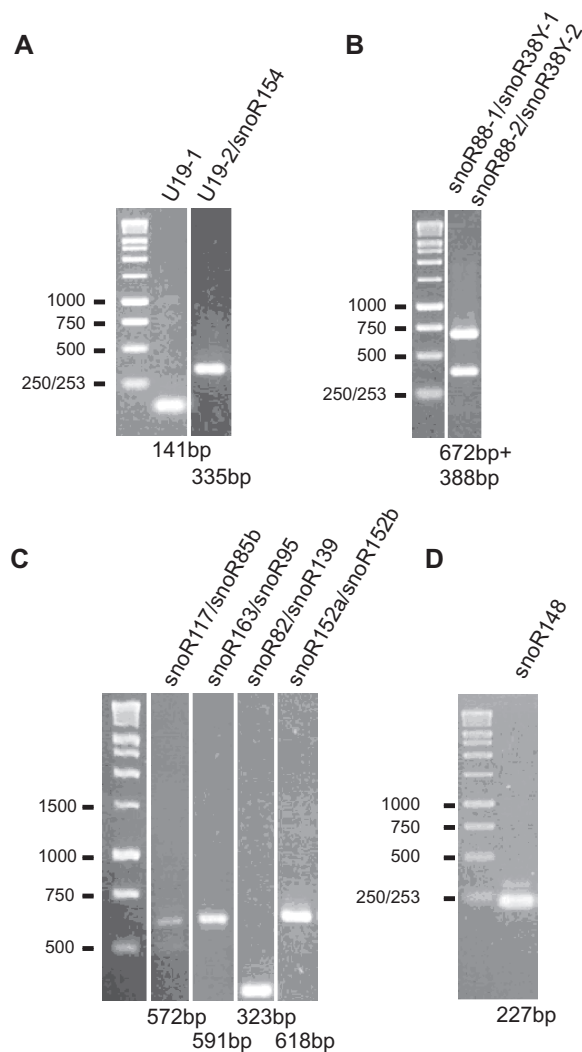 A
U19-1
U19-2/snoR154
1000
750
500
250/253
141bp
335bp
B
snoR88-1/snoR38Y-1
snoR88-2/snoR38Y-2
1000
750
500
250/253
672bp+
388bp
C
snoR117/snoR85b
snoR163/snoR95
snoR82/snoR139
snoR152a/snoR152b
1500
1000
750
500
572bp
591bp
323bp
618bp
D
snoR148
1000
750
500
250/253
227bp